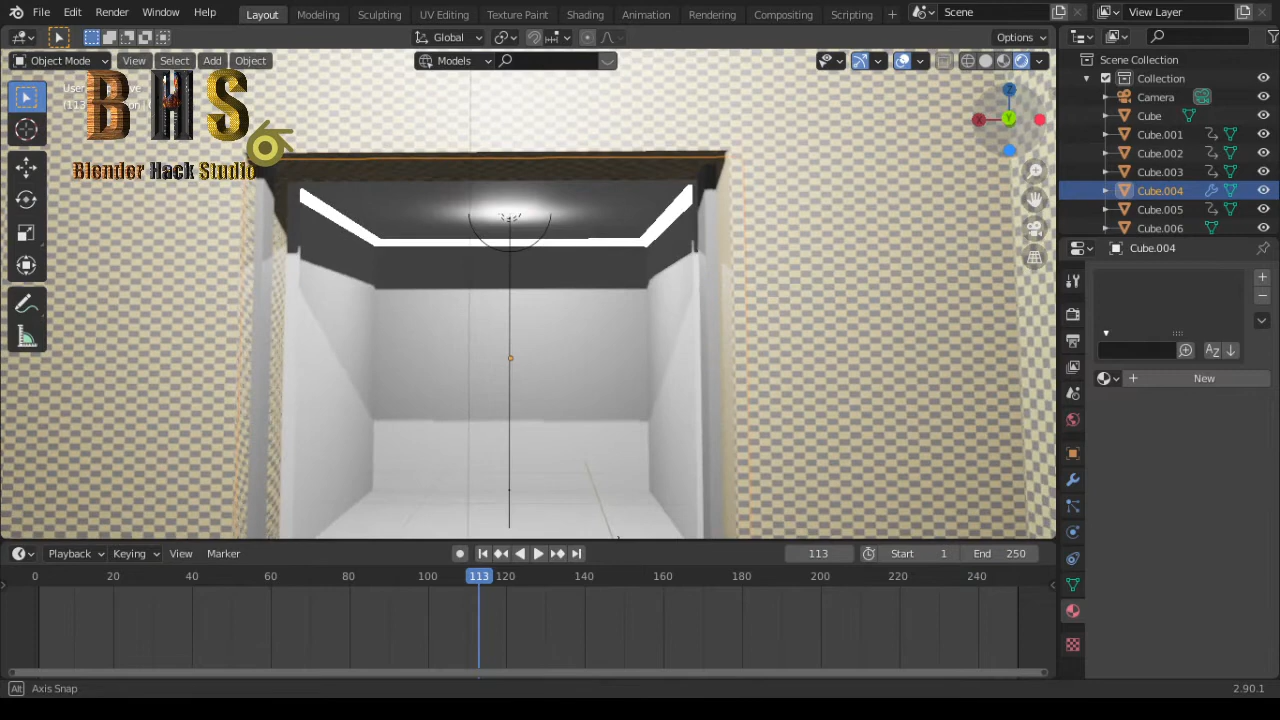 File Edit Render Window Help Layout Modeling Sculpting UV Editing Texture Paint Shading Animation Rendering Compositing Scripting + Scene View Layer
Global Options
Object Mode View Select Add Object Models Scene Collection
Collection
BHS
Blender Hack Studio
Camera
Cube
Cube.001
Cube.002
Cube.003
Cube.004
Cube.005
Cube.006
Cube.004
X
Y
Z
New
Playback Keying View Marker 113 Start 1 End 250
0 20 40 60 80 100 113 120 140 160 180 200 220 240
Alt Axis Snap 2.90.1